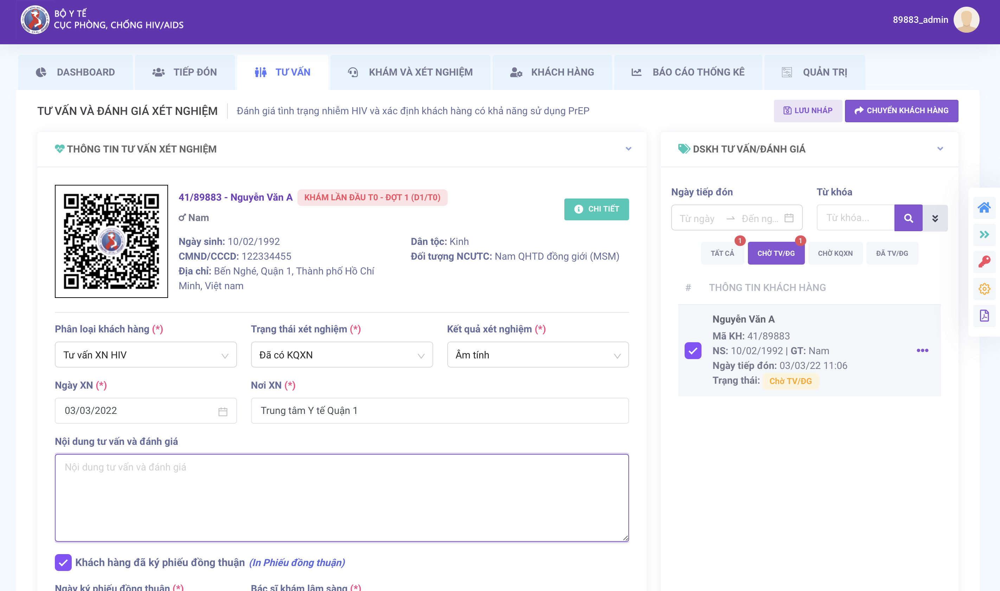 BỘ Y TẾ
CỤC PHÒNG, CHỐNG HIV/AIDS
89883_admin
DASHBOARD
TIẾP ĐÓN
TƯ VẤN
KHÁM VÀ XÉT NGHIỆM
KHÁCH HÀNG
BÁO CÁO THỐNG KÊ
QUẢN TRỊ
TƯ VẤN VÀ ĐÁNH GIÁ XÉT NGHIỆM
Đánh giá tình trạng nhiễm HIV và xác định khách hàng có khả năng sử dụng PrEP
LƯU NHÁP
CHUYỂN KHÁCH HÀNG
THÔNG TIN TƯ VẤN XÉT NGHIỆM
41/89883 - Nguyễn Văn A
KHÁM LẦN ĐẦU T0 - ĐỢT 1 (D1/T0)
Nam
CHI TIẾT
Ngày sinh: 10/02/1992
CMND/CCCD: 122334455
Địa chỉ: Bến Nghé, Quận 1, Thành phố Hồ Chí
Minh, Việt nam
Dân tộc: Kinh
Đối tượng NCƯTC: Nam QHTD đồng giới (MSM)
Phân loại khách hàng (*)
Trạng thái xét nghiệm (*)
Kết quả xét nghiệm (*)
Tư vấn XN HIV
Đã có KQXN
Âm tính
Ngày XN (*)
Nơi XN (*)
03/03/2022
Trung tâm Y tế Quận 1
Nội dung tư vấn và đánh giá
Nội dung tư vấn và đánh giá
Khách hàng đã ký phiếu đồng thuận (In Phiếu đồng thuận)
Ngày ký phiếu đồng thuận (*)
Bác sĩ khám lâm sàng (*)
DSKH TƯ VẤN/ĐÁNH GIÁ
Ngày tiếp đón
Từ khóa
Từ ngày
Đến ng...
Từ khóa...
TẤT CẢ
1
CHỜ TV/ĐG
1
CHỜ KQXN
ĐÃ TV/ĐG
#
THÔNG TIN KHÁCH HÀNG
Nguyễn Văn A
Mã KH: 41/89883
NS: 10/02/1992 | GT: Nam
Ngày tiếp đón: 03/03/22 11:06
Trạng thái: Chờ TV/ĐG